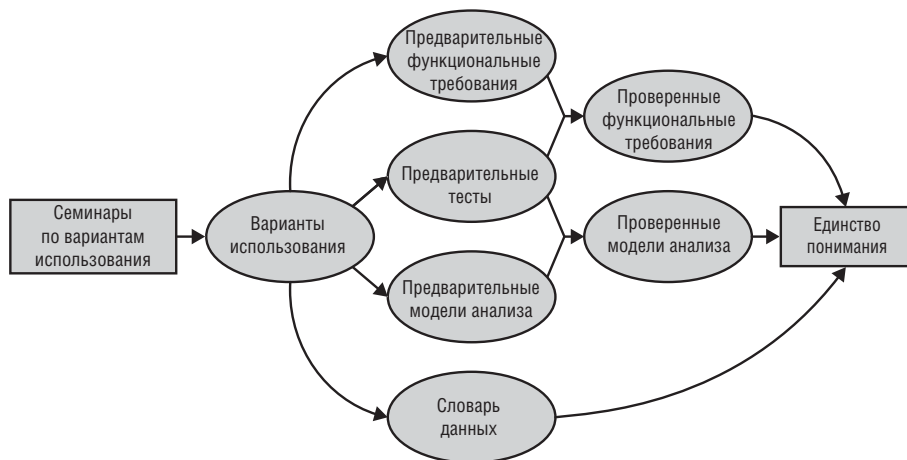 Семинары
по вариантам
использования
Варианты
использования
Предварительные
функциональные
требования
Предварительные
тесты
Предварительные
модели анализа
Словарь
данных
Проверенные
функциональные
требования
Проверенные
модели анализа
Единство
понимания